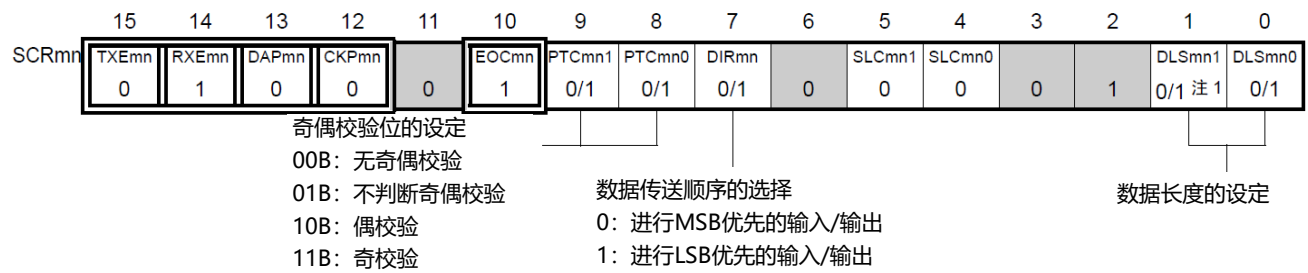 15 14 13 12 11 10 9 8 7 6 5 4 3 2 1 0
SCRmn TXEmn RXEmn DAPmn CKPmn EOCmn PTCmn1 PTCmn0 DIRmn SLCmn1 SLCmn0 DLSmn1 DLSmn0
0 1 0 0 0 1 0/1 0/1 0/1 0 0 0 0 1 0/1 注 1 0/1
奇偶校验位的设定
00B：无奇偶校验
01B：不判断奇偶校验
10B：偶校验
11B：奇校验
数据传送顺序的选择
0：进行MSB优先的输入/输出
1：进行LSB优先的输入/输出
数据长度的设定